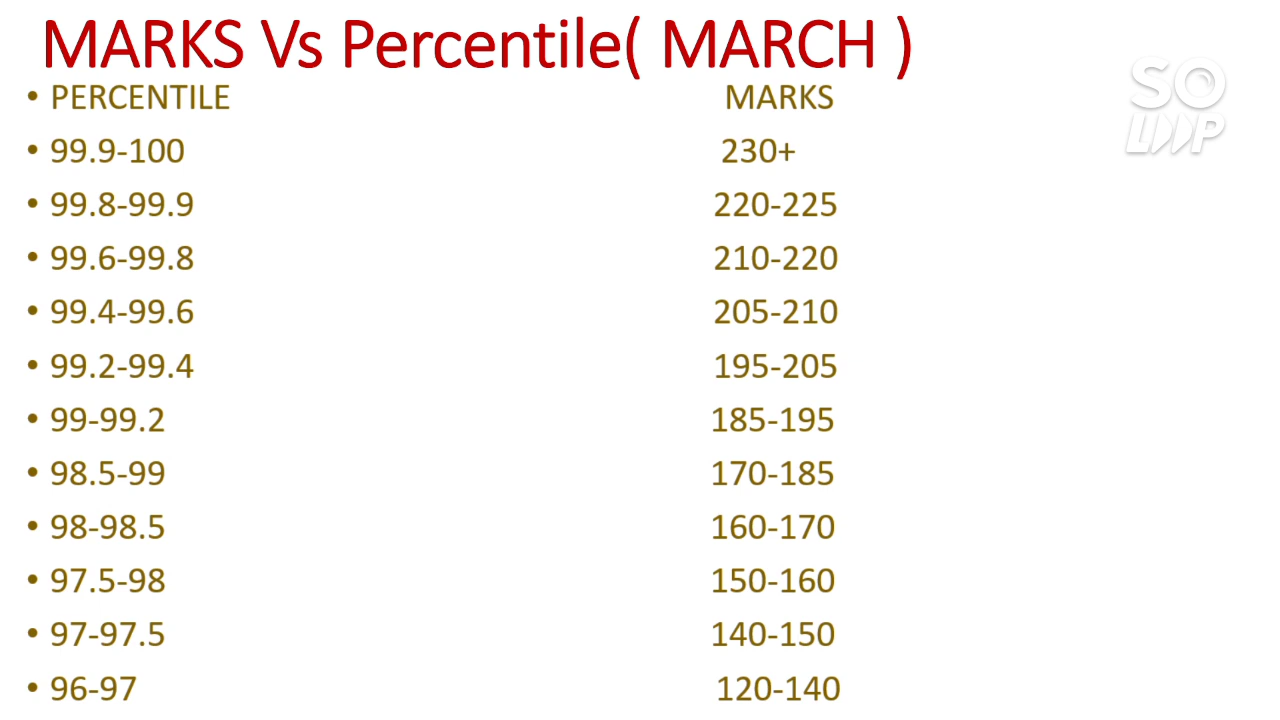 MARKS Vs Percentile( MARCH )
• PERCENTILE MARKS
• 99.9-100 230+
• 99.8-99.9 220-225
• 99.6-99.8 210-220
• 99.4-99.6 205-210
• 99.2-99.4 195-205
• 99-99.2 185-195
• 98.5-99 170-185
• 98-98.5 160-170
• 97.5-98 150-160
• 97-97.5 140-150
• 96-97 120-140
SO
LOOP